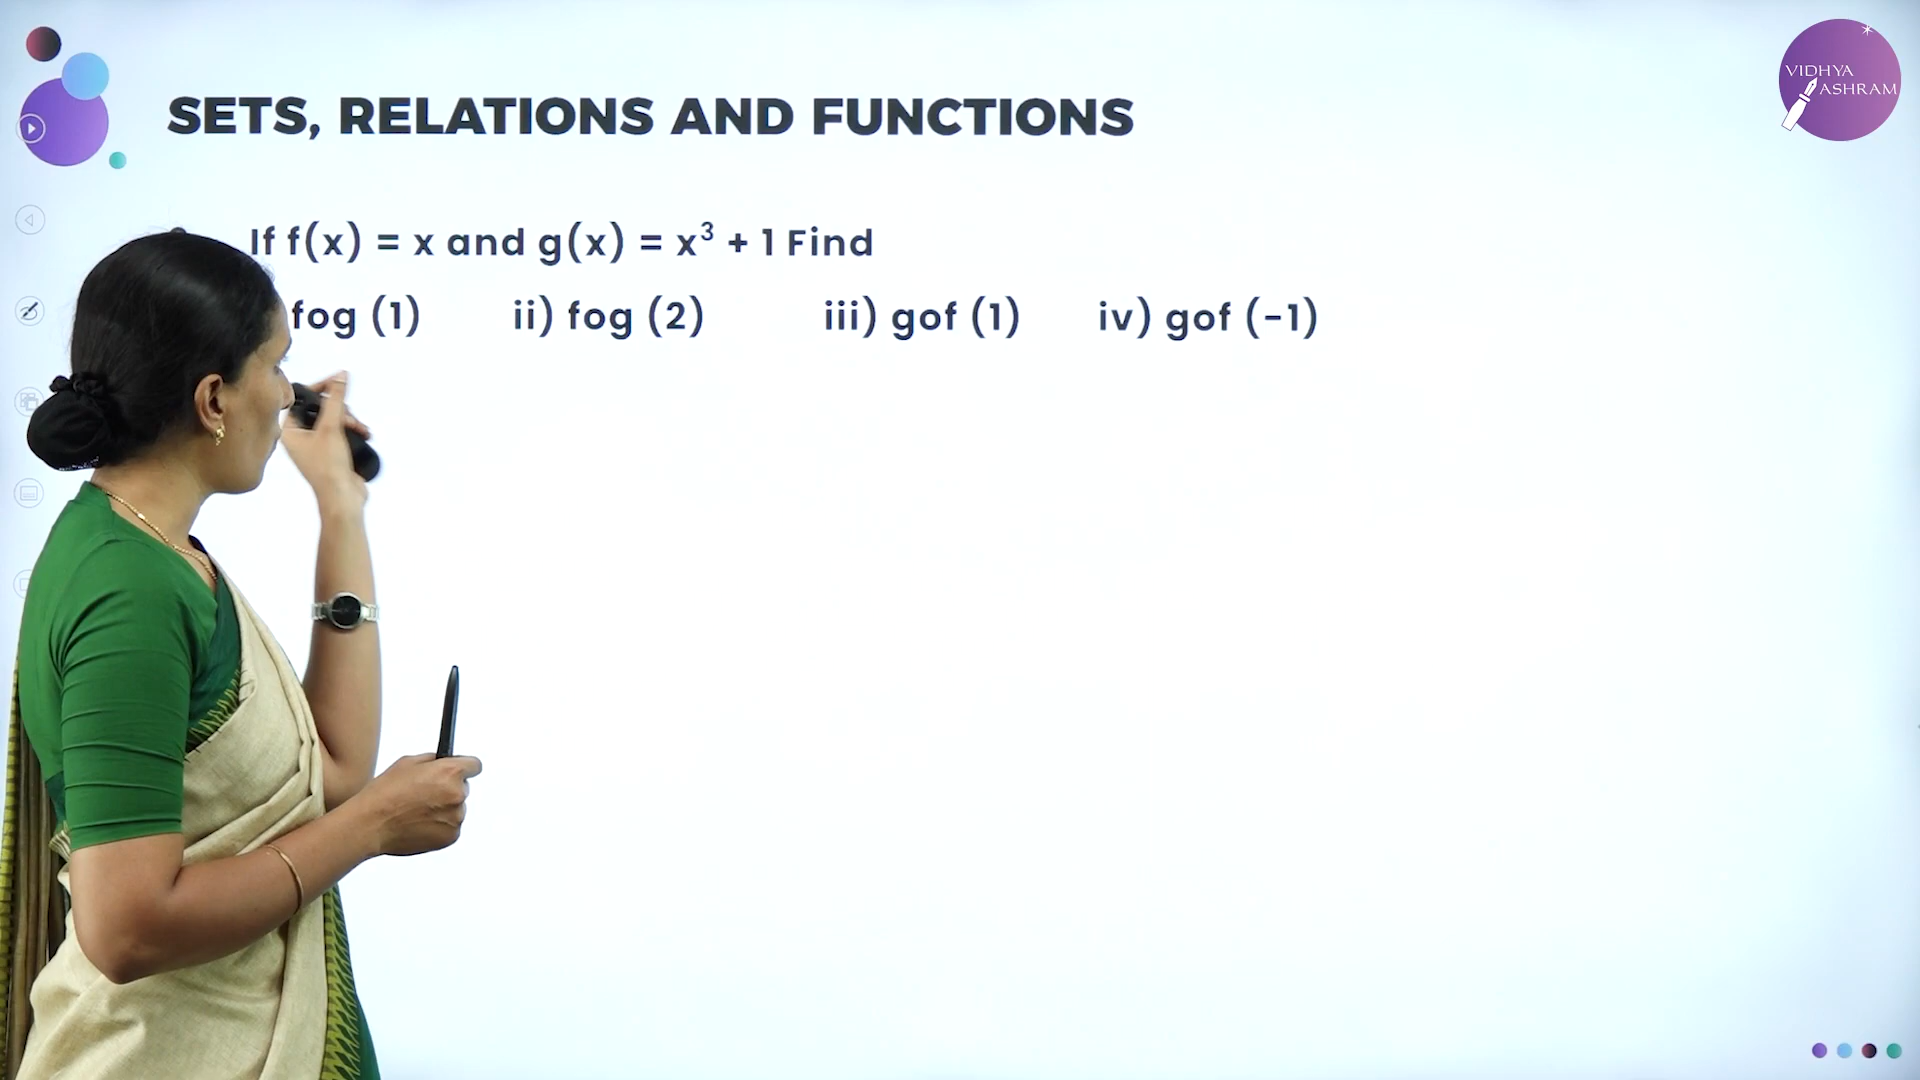 VIDHYA
ASHRAM
SETS, RELATIONS AND FUNCTIONS
If f(x) = x and g(x) = x³ + 1 Find
fog (1) ii) fog (2) iii) gof (1) iv) gof (-1)